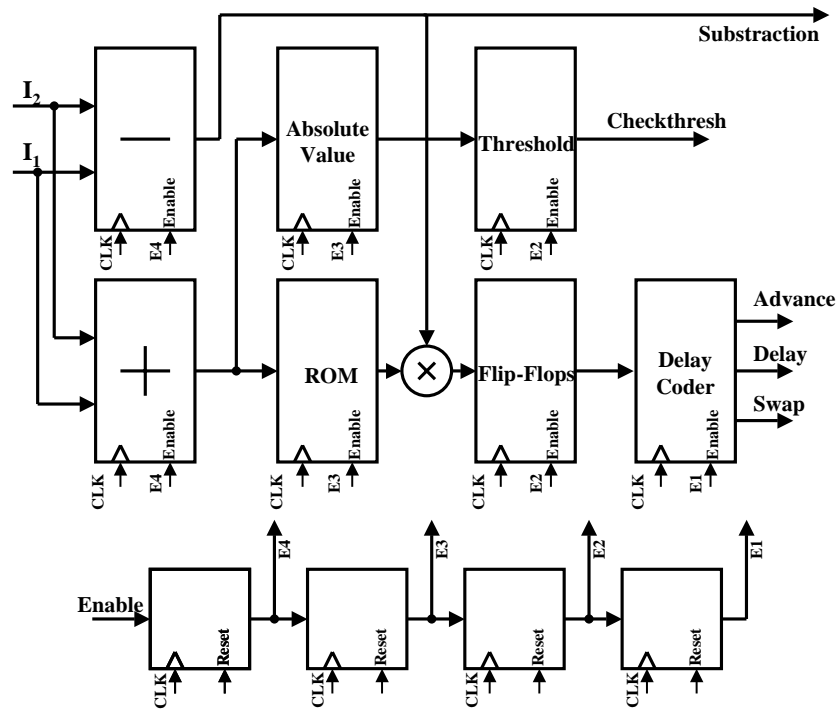 Substraction
I2
I1
Absolute
Value
Threshold
Checkthresh
Enable
Enable
Enable
CLK
E4
CLK
E3
CLK
E2
ROM
Flip-Flops
Delay
Coder
Advance
Delay
Swap
Enable
Enable
Enable
Enable
CLK
E4
CLK
E3
CLK
E2
CLK
E1
E4
E3
E2
E1
Enable
Reset
Reset
Reset
Reset
CLK
CLK
CLK
CLK